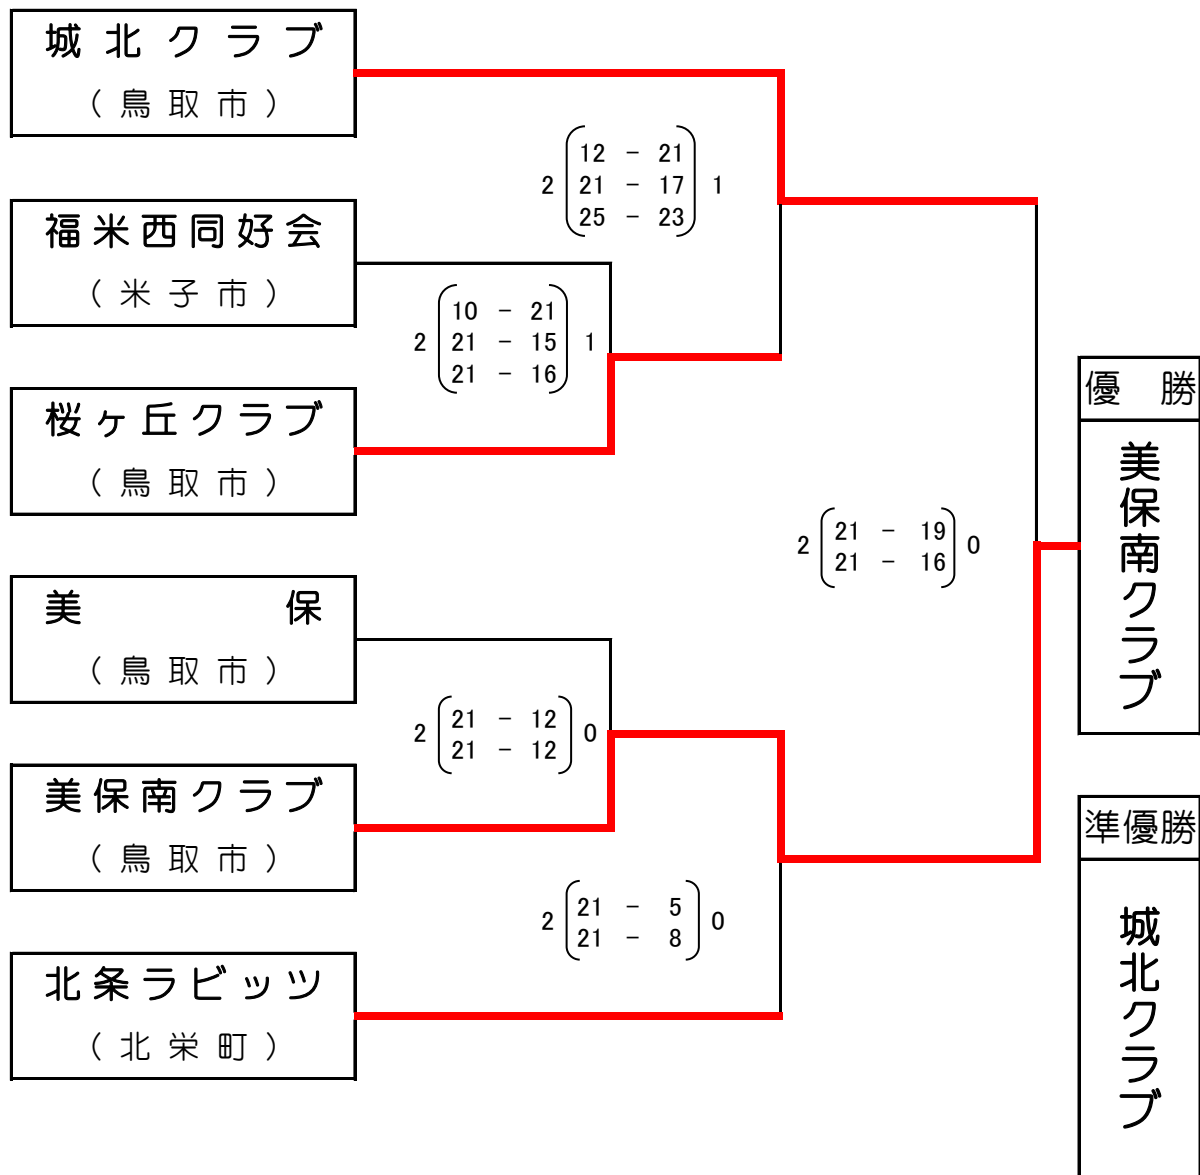 城北クラブ
（鳥取市）
福米西同好会
（米子市）
桜ヶ丘クラブ
（鳥取市）
美保
（鳥取市）
美保南クラブ
（鳥取市）
北条ラビッツ
（北栄町）
12 - 21
2 21 - 17 1
25 - 23
10 - 21
2 21 - 15 1
21 - 16
2 21 - 19 0
21 - 16
2 21 - 12 0
21 - 12
2 21 - 5 0
21 - 8
優勝
美保南クラブ
準優勝
城北クラブ